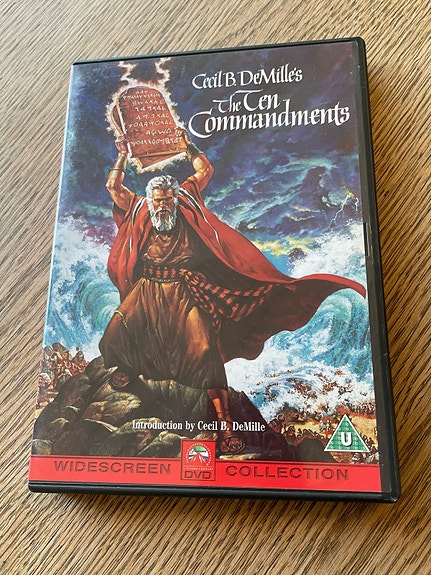 Cecil B. DeMille's
The Ten
Commandments
Introduction by Cecil B. DeMille
U
WIDESCREEN DVD COLLECTION